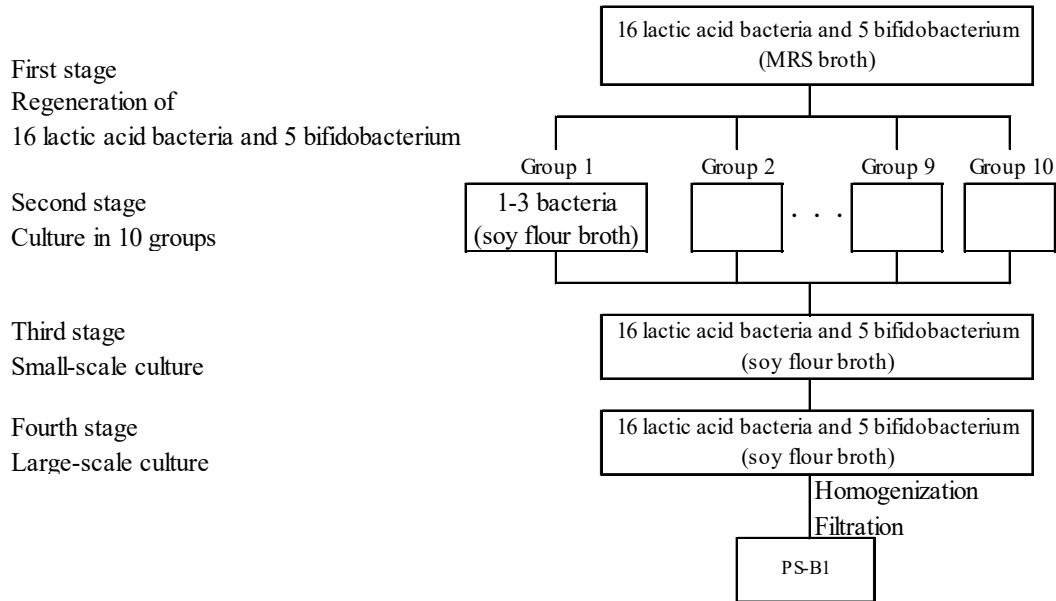 16 lactic acid bacteria and 5 bifidobacterium
(MRS broth)
First stage
Regeneration of
16 lactic acid bacteria and 5 bifidobacterium
Group 1
Group 2
Group 9
Group 10
Second stage
Culture in 10 groups
1-3 bacteria
(soy flour broth)
. . .
Third stage
Small-scale culture
16 lactic acid bacteria and 5 bifidobacterium
(soy flour broth)
Fourth stage
Large-scale culture
16 lactic acid bacteria and 5 bifidobacterium
(soy flour broth)
Homogenization
Filtration
PS-B1